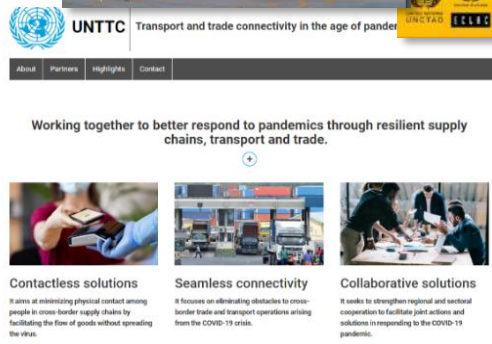 UNTTC
Transport and trade connectivity in the age of
UNITED NATIONS
UNCTAD
ECLAC
About Partners Highlights Contact
Working together to better respond to pandemics through resilient supply
chains, transport and trade.
Contactless solutions
It aims at minimizing physical contact among
people in cross-border supply chains by
facilitating the flow of goods without spreading
the virus.
Seamless connectivity
It focuses on eliminating obstacles to cross-
border trade and transport operations arising
from the COVID-19 crisis.
Collaborative solutions
It seeks to strengthen regional and sectoral
cooperation to facilitate joint actions and
solutions in responding to the COVID-19
pandemic.